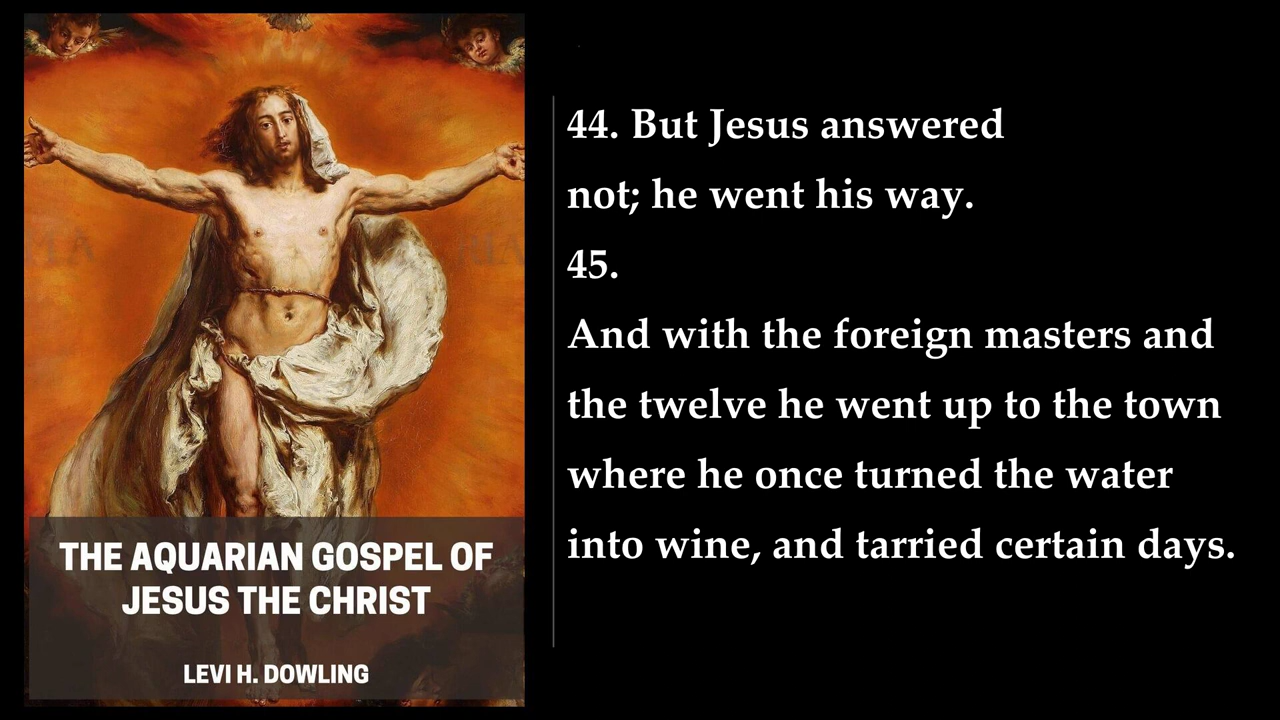 THE AQUARIAN GOSPEL OF
JESUS THE CHRIST
LEVI H. DOWLING
44. But Jesus answered
not; he went his way.
45.
And with the foreign masters and
the twelve he went up to the town
where he once turned the water
into wine, and tarried certain days.